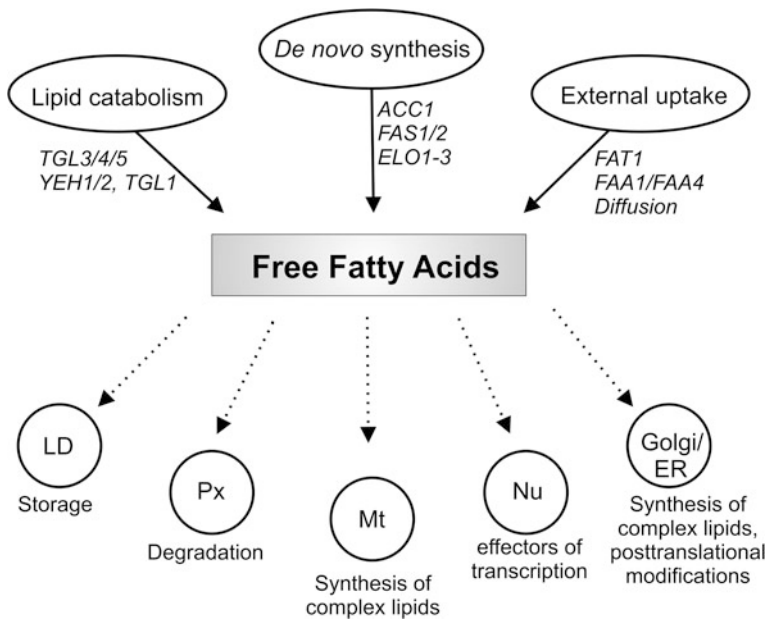 De novo synthesis
Lipid catabolism
External uptake
TGL3/4/5
YEH1/2, TGL1
ACC1
FAS1/2
ELO1-3
FAT1
FAA1/FAA4
Diffusion
Free Fatty Acids
LD
Storage
Px
Degradation
Mt
Synthesis of
complex lipids
Nu
effectors of
transcription
Golgi/
ER
Synthesis of
complex lipids,
posttranslational
modifications